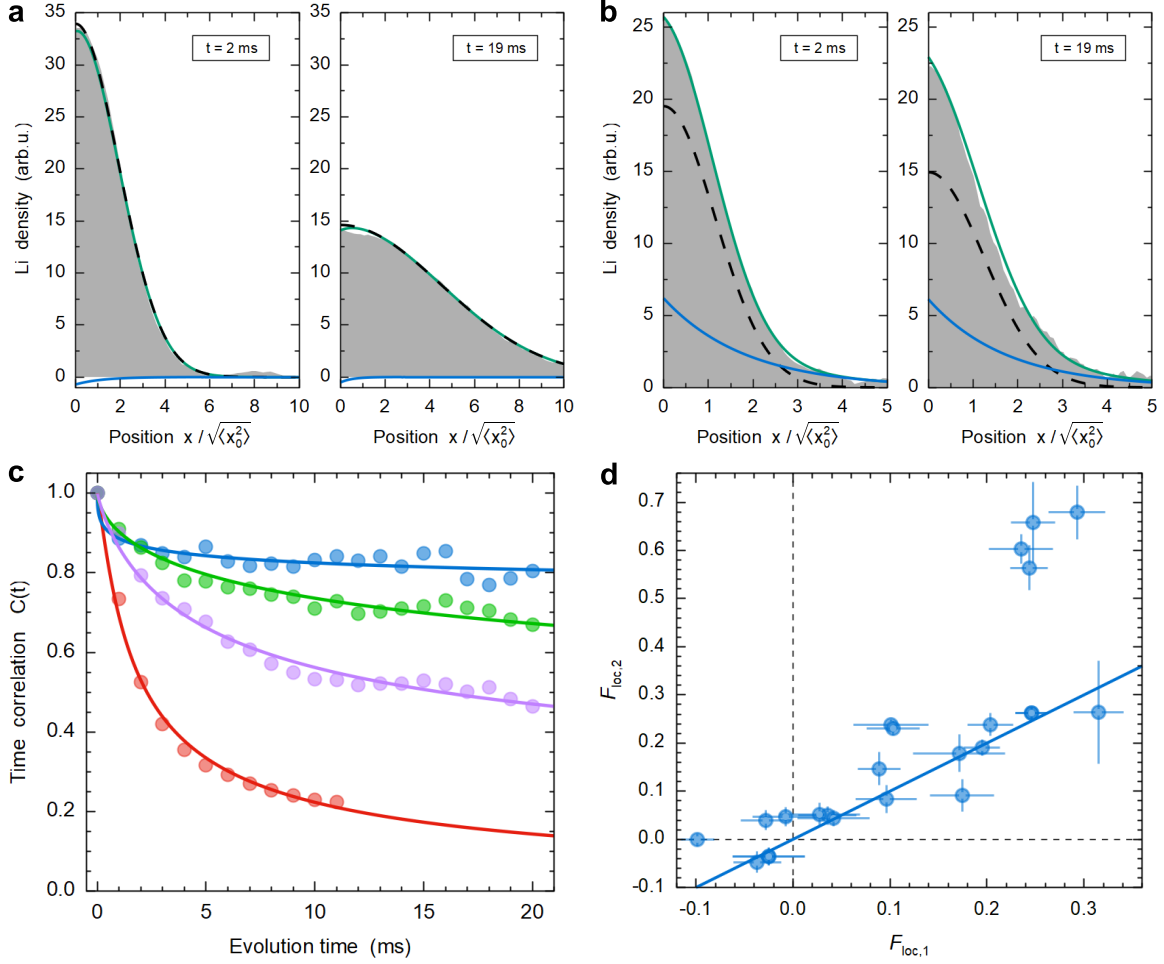 a
35
30
25
20
15
10
5
0
Li density (arb.u.)
t = 2 ms
0 2 4 6 8 10
Position x / √⟨x₀²⟩
35
30
25
20
15
10
5
0
t = 19 ms
0 2 4 6 8 10
Position x / √⟨x₀²⟩
b
25
20
15
10
5
0
Li density (arb.u.)
t = 2 ms
0 1 2 3 4 5
Position x / √⟨x₀²⟩
25
20
15
10
5
0
t = 19 ms
0 1 2 3 4 5
Position x / √⟨x₀²⟩
c
1.0
0.8
0.6
0.4
0.2
0.0
Time correlation C(t)
0 5 10 15 20
Evolution time (ms)
d
0.7
0.6
0.5
0.4
0.3
0.2
0.1
0.0
-0.1
F_loc,2
-0.1 0.0 0.1 0.2 0.3
F_loc,1